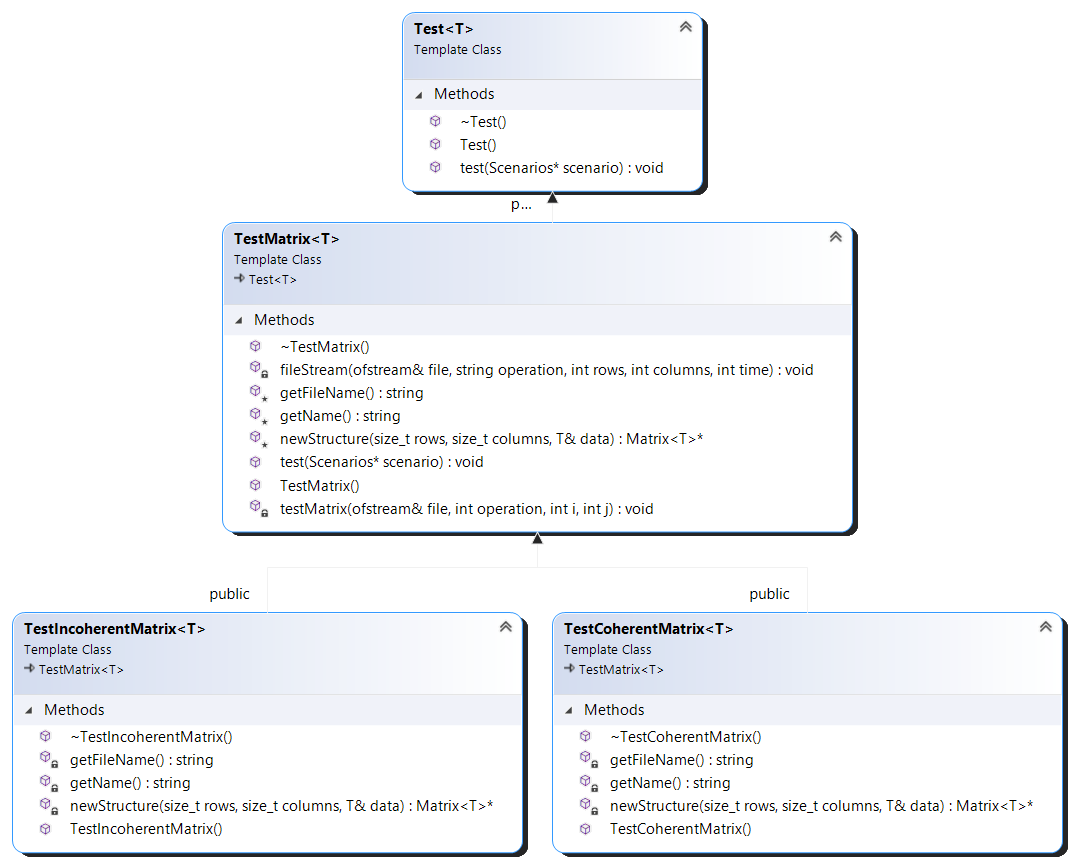 Test<T>
Template Class
Methods
~Test()
Test()
test(Scenarios* scenario) : void
p...
TestMatrix<T>
Template Class
Test<T>
Methods
~TestMatrix()
fileStream(ofstream& file, string operation, int rows, int columns, int time) : void
getFileName() : string
getName() : string
newStructure(size_t rows, size_t columns, T& data) : Matrix<T>*
test(Scenarios* scenario) : void
TestMatrix()
testMatrix(ofstream& file, int operation, int i, int j) : void
public
public
TestIncoherentMatrix<T>
Template Class
TestMatrix<T>
Methods
~TestIncoherentMatrix()
getFileName() : string
getName() : string
newStructure(size_t rows, size_t columns, T& data) : Matrix<T>*
TestIncoherentMatrix()
TestCoherentMatrix<T>
Template Class
TestMatrix<T>
Methods
~TestCoherentMatrix()
getFileName() : string
getName() : string
newStructure(size_t rows, size_t columns, T& data) : Matrix<T>*
TestCoherentMatrix()